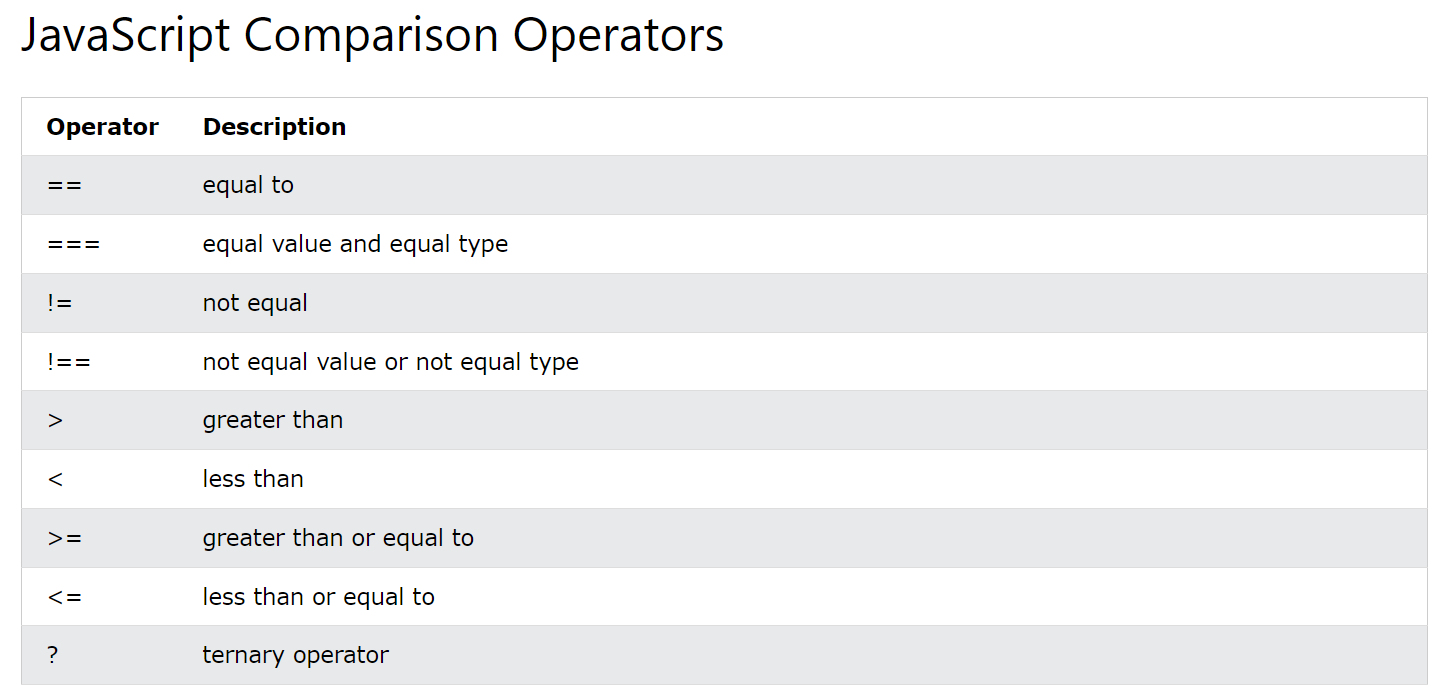 JavaScript Comparison Operators
Operator Description
== equal to
=== equal value and equal type
!= not equal
!== not equal value or not equal type
> greater than
< less than
>= greater than or equal to
<= less than or equal to
? ternary operator